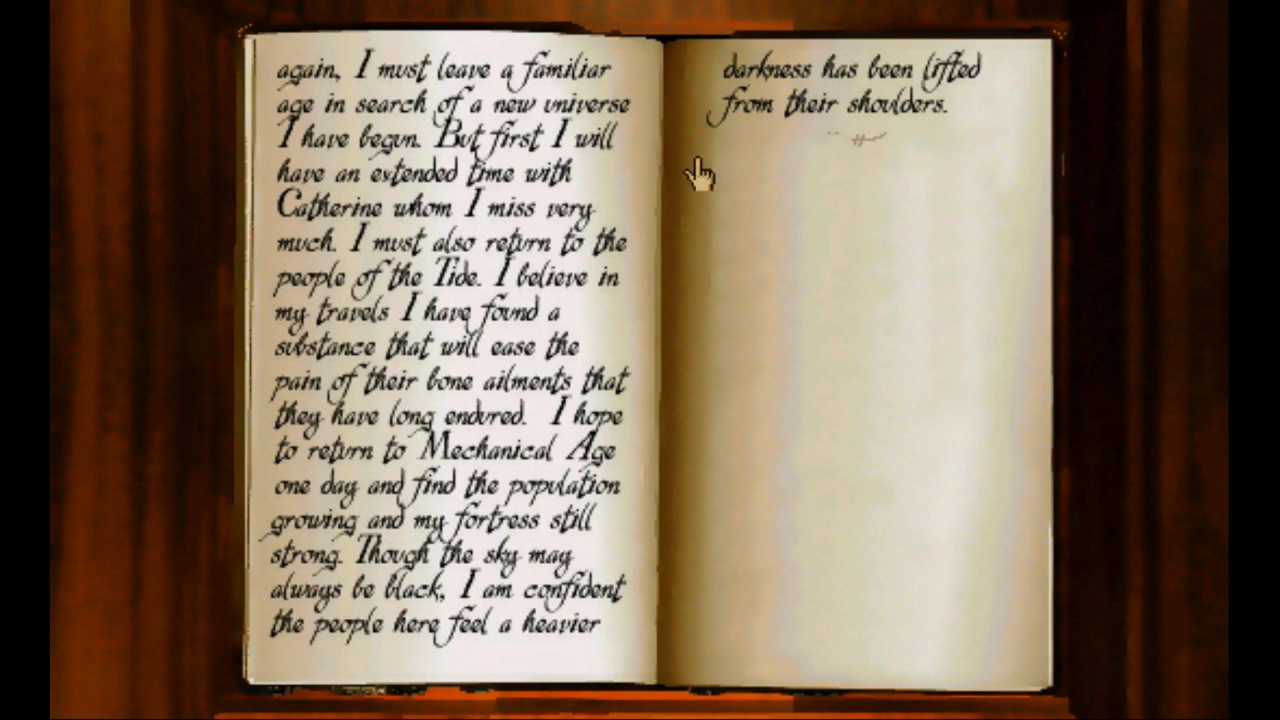 again, I must leave a familiar
age in search of a new universe
I have begun. But first I will
have an extended time with
Catherine whom I miss very
much. I must also return to the
people of the Tide. I believe in
my travels I have found a
substance that will ease the
pain of their bone ailments that
they have long endured. I hope
to return to Mechanical Age
one day and find the population
growing and my fortress still
strong. Though the sky may
always be black, I am confident
the people here feel a heavier
darkness has been lifted
from their shoulders.